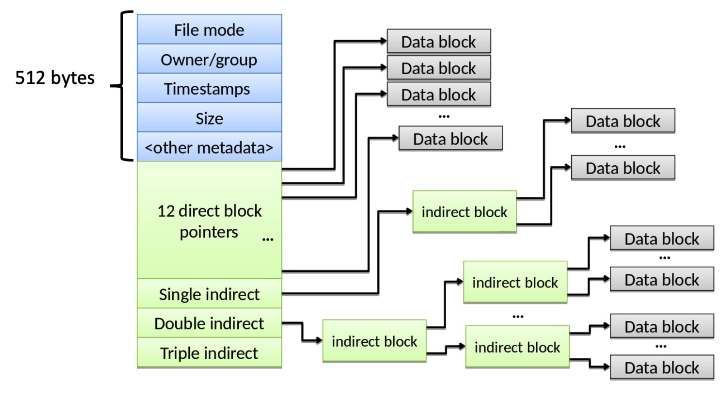 512 bytes
File mode
Owner/group
Timestamps
Size
<other metadata>
12 direct block
pointers
...
Single indirect
Double indirect
Triple indirect
Data block
Data block
Data block
...
Data block
indirect block
Data block
...
Data block
indirect block
indirect block
...
indirect block
Data block
...
Data block
Data block
...
Data block